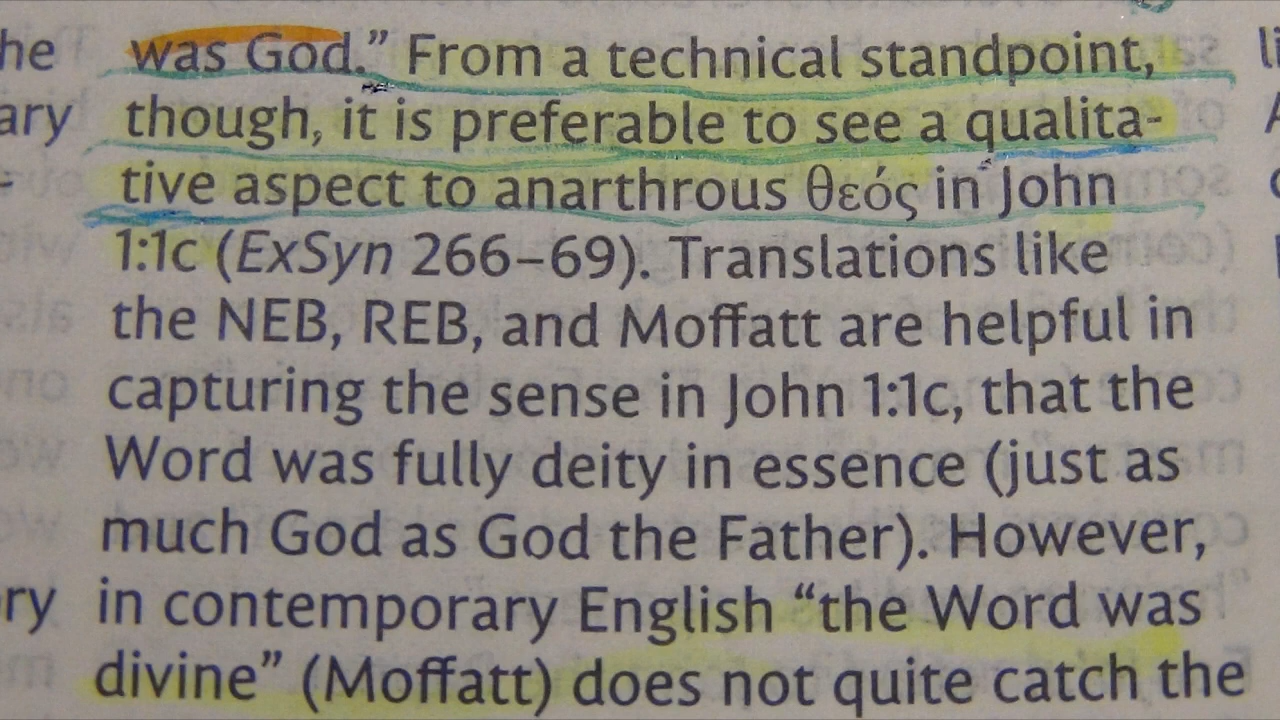 was God.” From a technical standpoint,
though, it is preferable to see a qualita-
tive aspect to anarthrous θεός in John
1:1c (ExSyn 266–69). Translations like
the NEB, REB, and Moffatt are helpful in
capturing the sense in John 1:1c, that the
Word was fully deity in essence (just as
much God as God the Father). However,
in contemporary English “the Word was
divine” (Moffatt) does not quite catch the